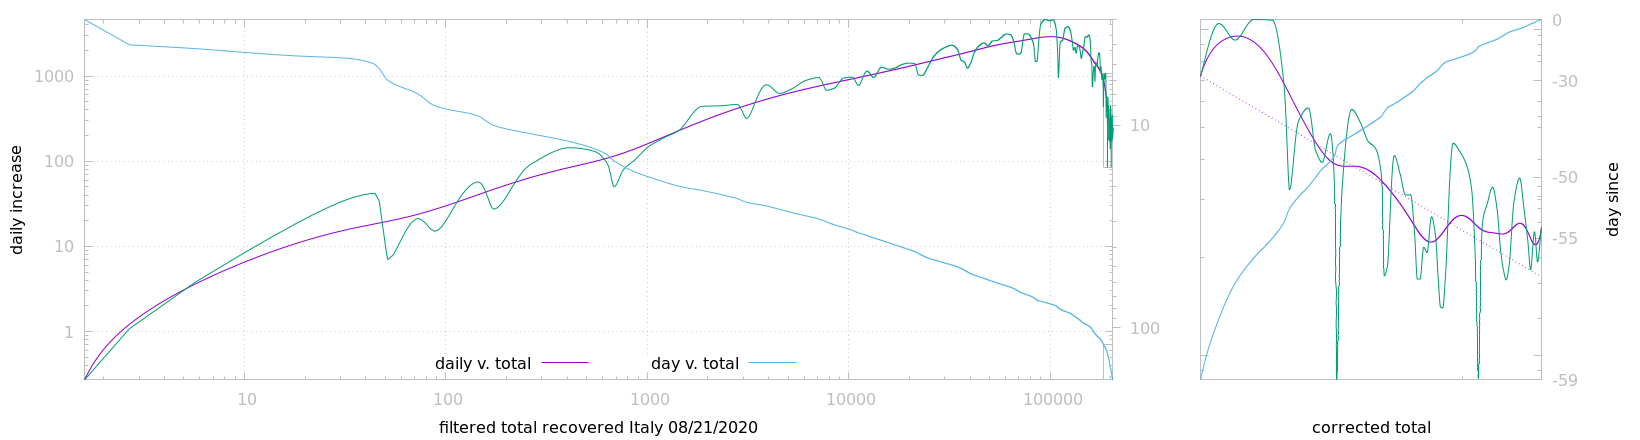 daily increase
1000
100
10
1
10
100
1000
10000
100000
10
100
daily v. total
day v. total
filtered total recovered Italy 08/21/2020
0
-30
-50
-55
-59
day since
corrected total